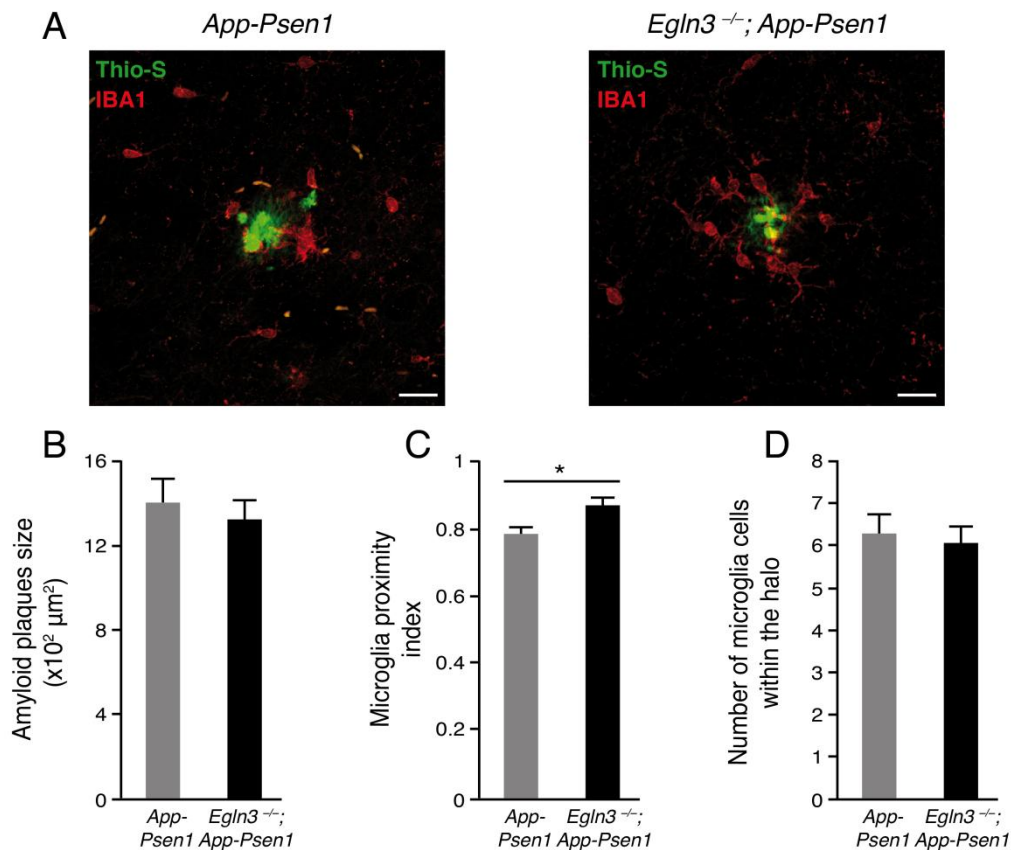 A
App-Psen1
Egln3 –/–; App-Psen1
Thio-S
IBA1
Thio-S
IBA1
B
Amyloid plaques size
(x10² µm²)
16
12
14
4
0
App-
Psen1
Egln3 –/–;
App-Psen1
C
Microglia proximity
index
1
0.8
0.6
0.4
0.2
0
*
App-
Psen1
Egln3 –/–;
App-Psen1
D
Number of microglia cells
within the halo
8
7
6
5
4
3
2
1
0
App-
Psen1
Egln3 –/–;
App-Psen1